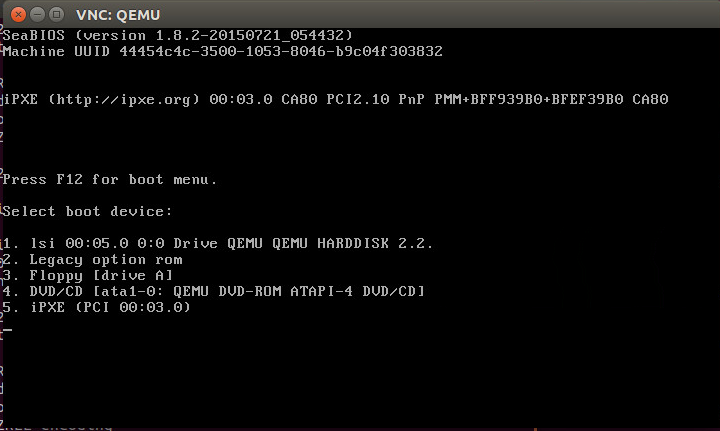 VNC: QEMU
SeaBIOS (version 1.8.2-20150721_054432)
Machine UUID 44454c4c-3500-1053-8046-b9c04f303832
iPXE (http://ipxe.org) 00:03.0 CA80 PCI2.10 PnP PMM+BFF939B0+BFEF39B0 CA80
Press F12 for boot menu.
Select boot device:
1. lsi 00:05.0 0:0 Drive QEMU QEMU HARDDISK 2.2.
2. Legacy option rom
3. Floppy [drive A]
4. DVD/CD [ata1-0: QEMU DVD-ROM ATAPI-4 DVD/CD]
5. iPXE (PCI 00:03.0)
_